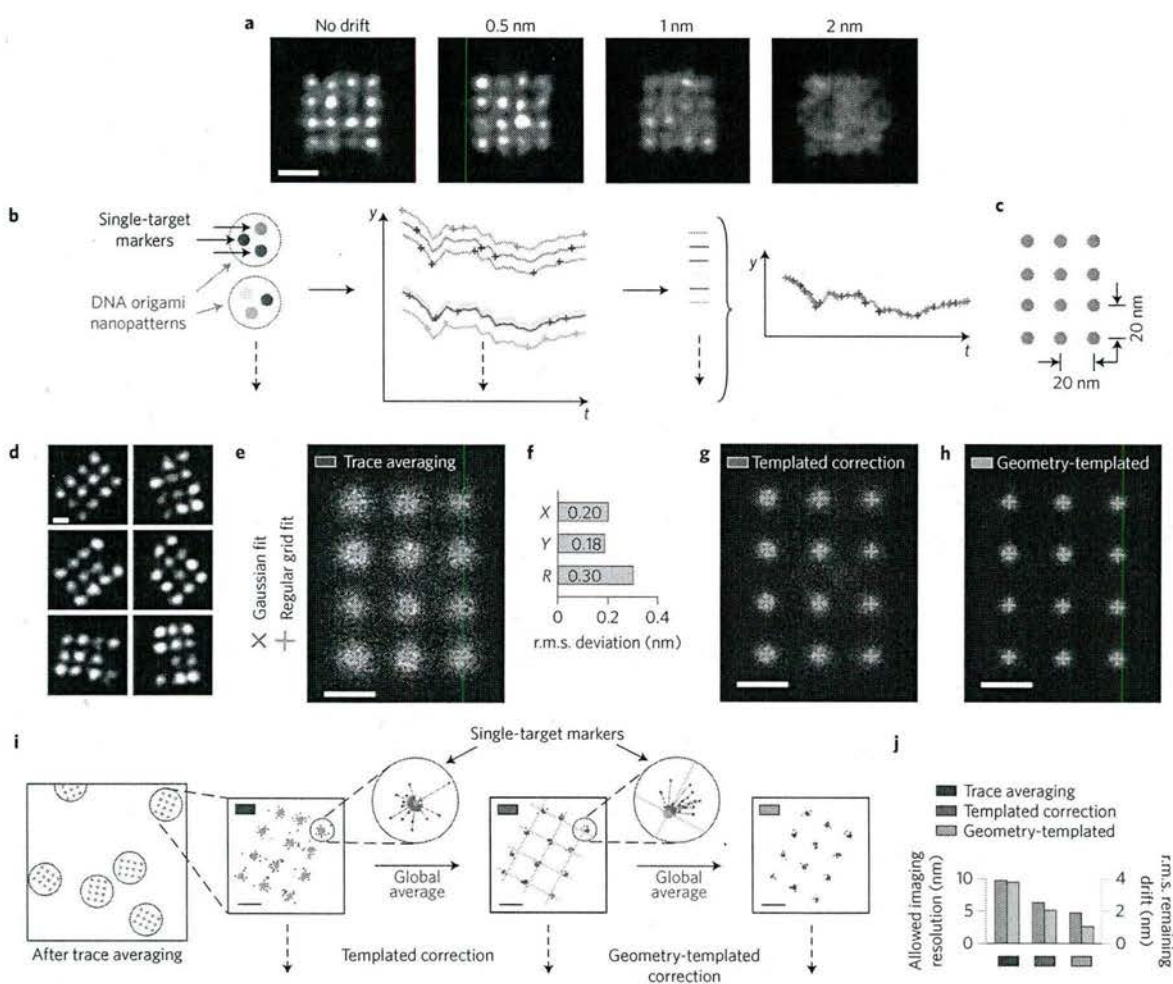 a
No drift
0.5 nm
1 nm
2 nm
b
Single-target
markers
DNA origami
nanopatterns
y
t
y
t
c
20 nm
20 nm
d
e
Trace averaging
× Gaussian fit
+ Regular grid fit
f
X
0.20
Y
0.18
R
0.30
0
0.2
0.4
r.m.s. deviation (nm)
g
Templated correction
h
Geometry-templated
i
Single-target markers
After trace averaging
Global
average
Templated correction
Global
average
Geometry-templated
correction
j
Trace averaging
Templated correction
Geometry-templated
Allowed imaging
resolution (nm)
10
5
0
4
2
0
r.m.s. remaining
drift (nm)